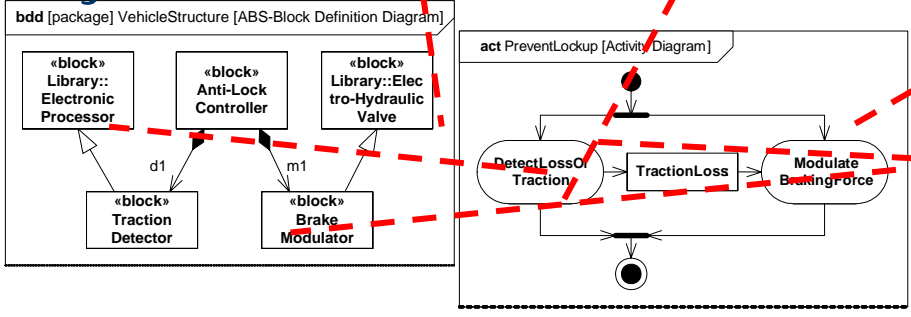 bdd [package] VehicleStructure [ABS-Block Definition Diagram]
«block»
Library::
Electronic
Processor
«block»
Anti-Lock
Controller
«block»
Library::Elec
tro-Hydraulic
Valve
d1
m1
«block»
Traction
Detector
«block»
Brake
Modulator
act PreventLockup [Activity Diagram]
DetectLossOf
Traction
TractionLoss
Modulate
BrakingForce